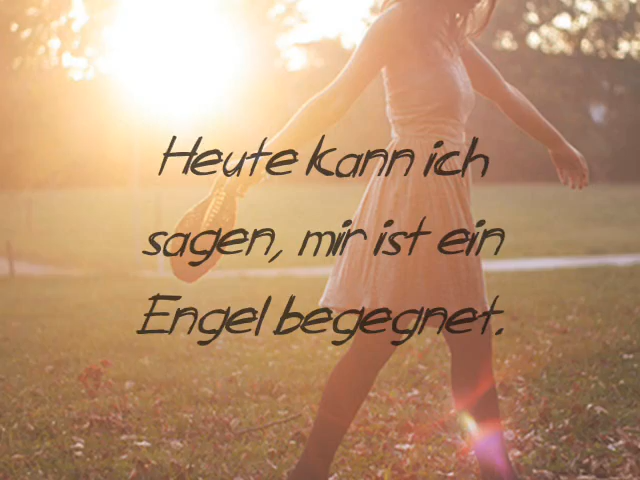 Heute kann ich
sagen, mir ist ein
Engel begegnet.